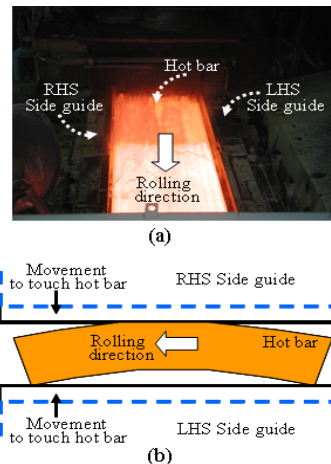 Hot bar
RHS
Side guide
LHS
Side guide
Rolling
direction
(a)
Movement
to touch hot bar
RHS Side guide
Rolling
direction
Hot bar
Movement
to touch hot bar
LHS Side guide
(b)